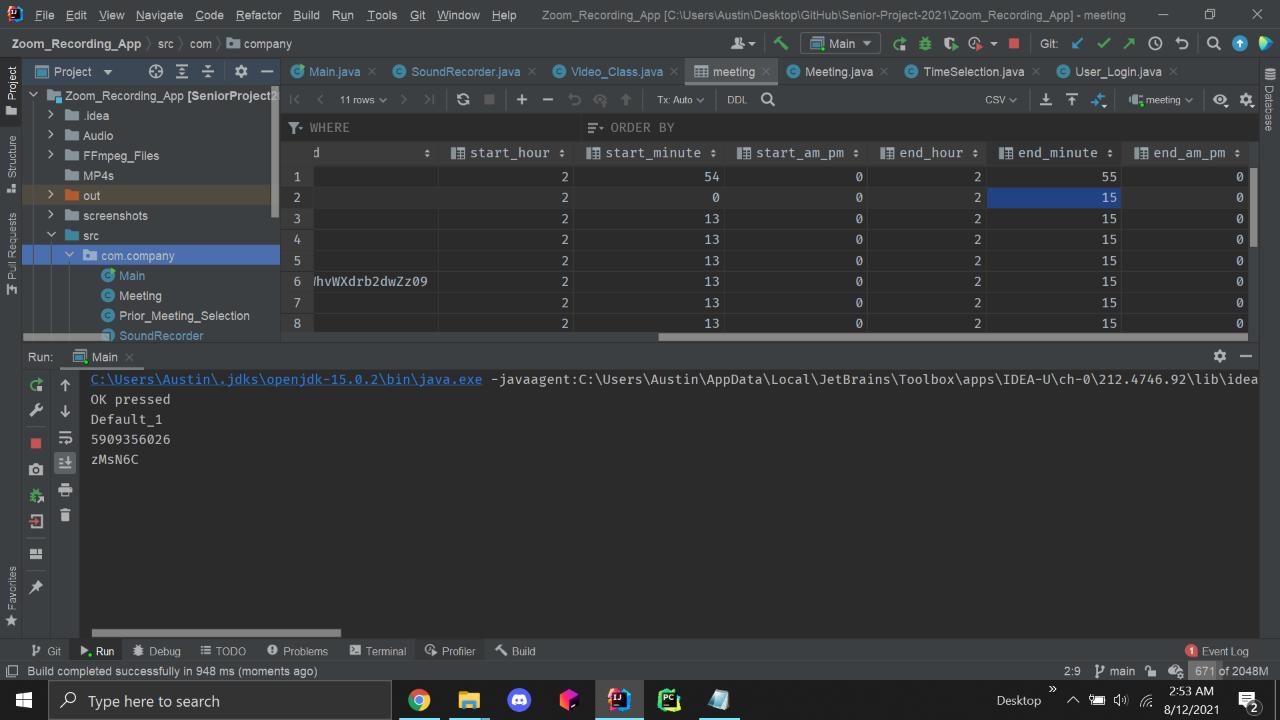 File Edit View Navigate Code Refactor Build Run Tools Git Window Help Zoom_Recording_App [C:\Users\Austin\Desktop\GitHub\Senior-Project-2021\Zoom_Recording_App] - meeting
Zoom_Recording_App src com company Main Git:
Project Main.java SoundRecorder.java Video_Class.java meeting Meeting.java TimeSelection.java User_Login.java
Zoom_Recording_App [SeniorProject2 11 rows Tx: Auto DDL CSV meeting
.idea WHERE ORDER BY
Audio
d start_hour start_minute start_am_pm end_hour end_minute end_am_pm
FFmpeg_Files
MP4s 1 2 54 0 2 55 0
out 2 2 0 0 2 15 0
screenshots 3 2 13 0 2 15 0
src 4 2 13 0 2 15 0
com.company 5 2 13 0 2 15 0
Main 6 WhvWXdrb2dwZz09 2 13 0 2 15 0
Meeting 7 2 13 0 2 15 0
Prior_Meeting_Selection 8 2 13 0 2 15 0
SoundRecorder
Project
Structure
Pull Requests
Favorites
Database
Run: Main
C:\Users\Austin\.jdks\openjdk-15.0.2\bin\java.exe -javaagent:C:\Users\Austin\AppData\Local\JetBrains\Toolbox\apps\IDEA-U\ch-0\212.4746.92\lib\idea
OK pressed
Default_1
5909356026
zMsN6C
Git Run Debug TODO Problems Terminal Profiler Build 1 Event Log
Build completed successfully in 948 ms (moments ago) 2:9 main 671 of 2048M
Type here to search Desktop :53 AM
8/12/2021 2